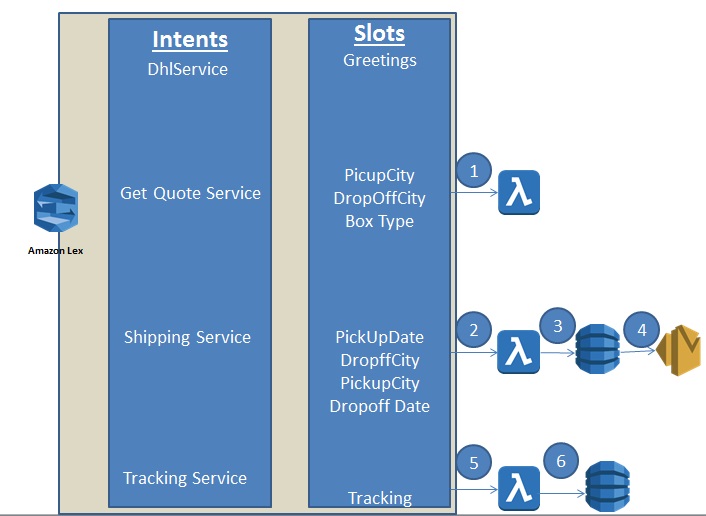 Intents
DhlService
Get Quote Service
Shipping Service
Tracking Service
Slots
Greetings
PicupCity
DropOffCity
Box Type
PickUpDate
DropffCity
PickupCity
Dropoff Date
Tracking
Amazon Lex
1
2
3
4
5
6